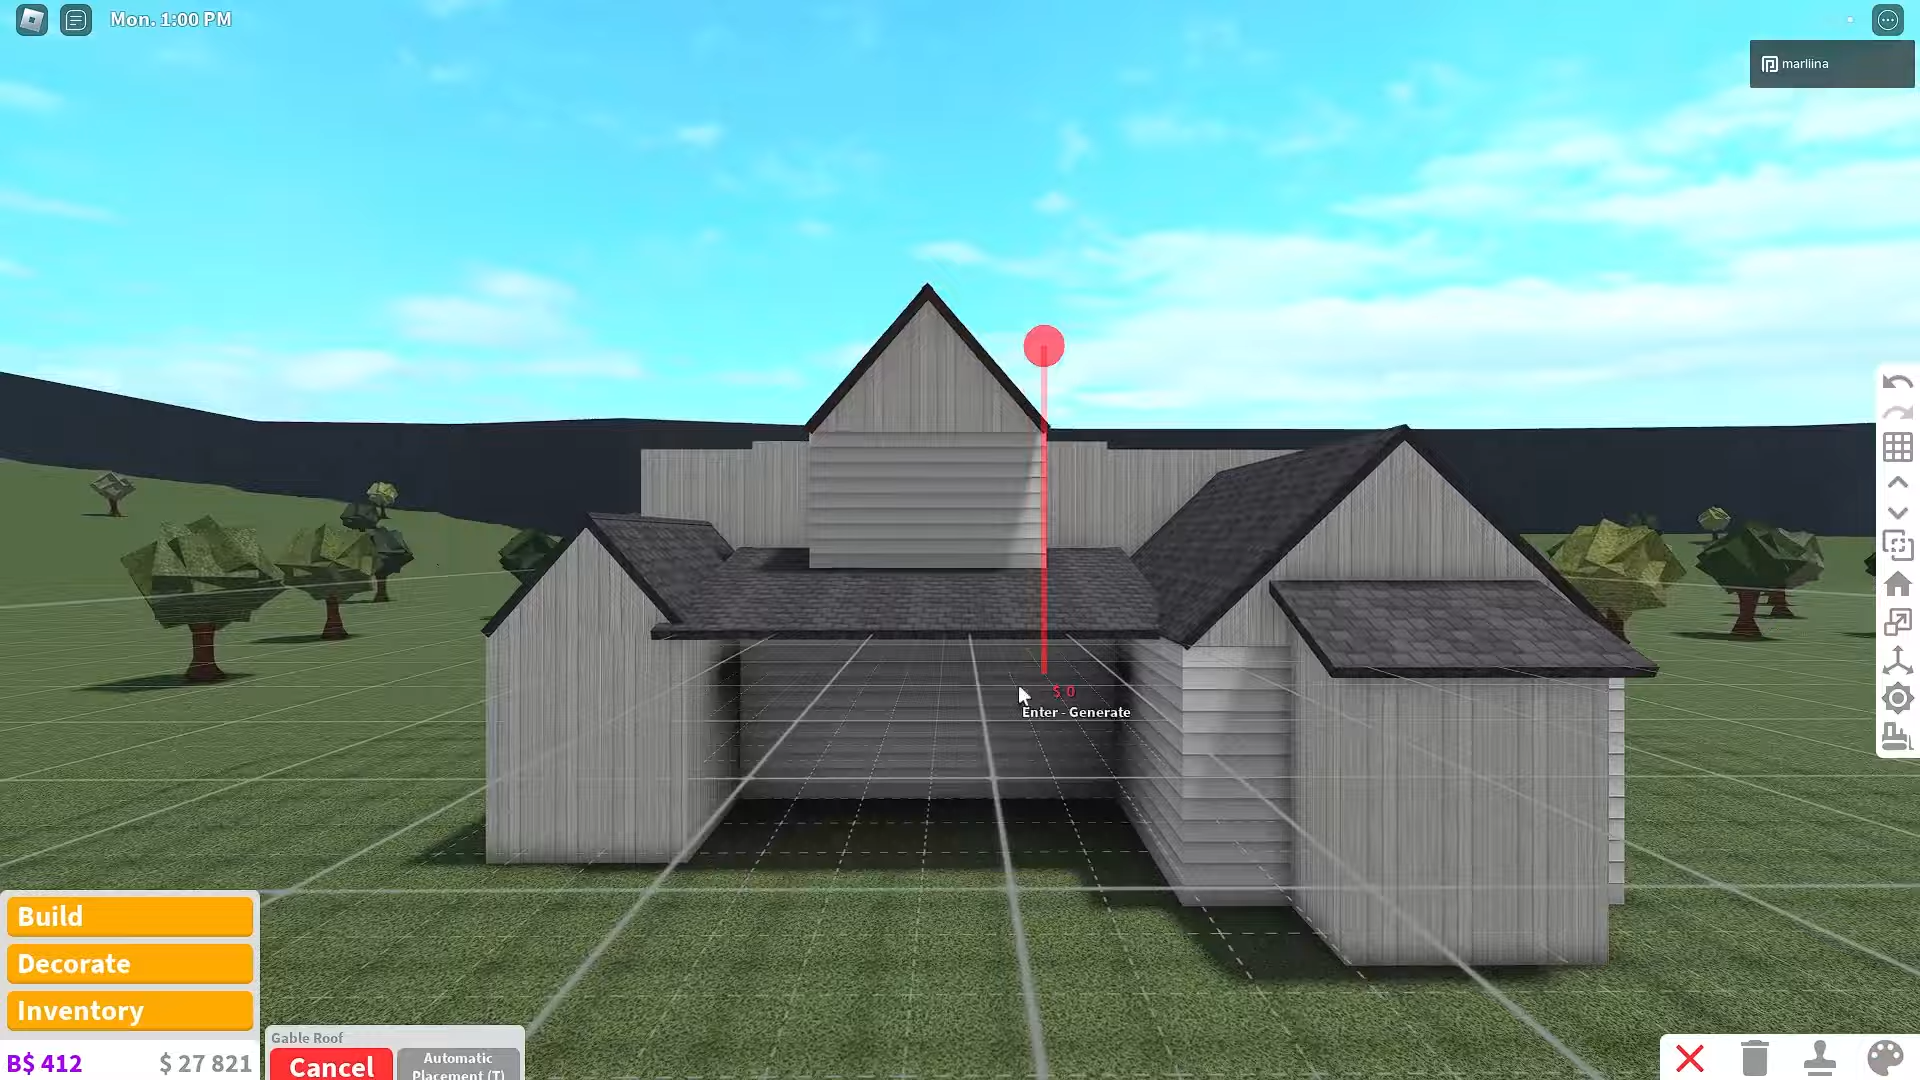 Mon. 1:00 PM
marliina
$ 0
Enter - Generate
Build
Decorate
Inventory
B$ 412
$ 27 821
Gable Roof
Cancel
Automatic
Placement (T)